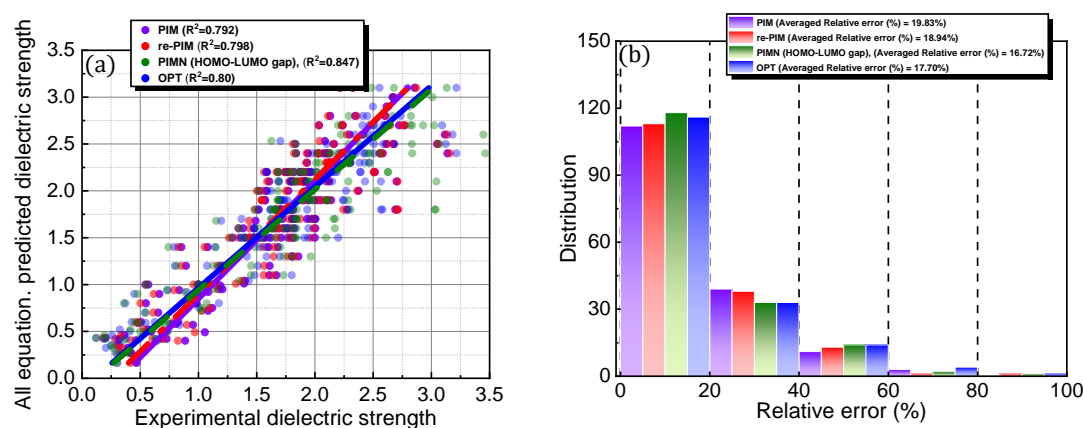 PIM (R²=0.792)
re-PIM (R²=0.798)
PIMN (HOMO-LUMO gap), (R²=0.847)
OPT (R²=0.80)
(a)
All equation. predicted dielectric strength
3.5
3.0
2.5
2.0
1.5
1.0
0.5
0.0
0.0 0.5 1.0 1.5 2.0 2.5 3.0 3.5
Experimental dielectric strength
PIM (Averaged Relative error (%) = 19.83%)
re-PIM (Averaged Relative error (%) = 18.94%)
PIMN (HOMO-LUMO gap), (Averaged Relative error (%) = 16.72%)
OPT (Averaged Relative error (%) = 17.70%)
(b)
Distribution
150
120
90
60
30
0
0 20 40 60 80 100
Relative error (%)